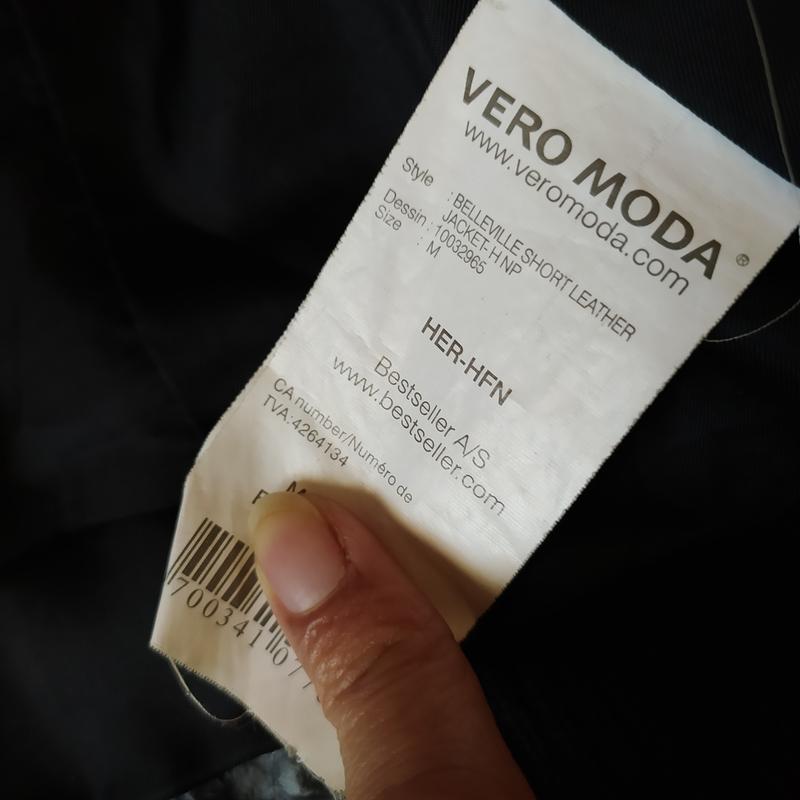 VERO MODA®
www.veromoda.com
Style : BELLEVILLE SHORT LEATHER
JACKET-H NP
Dessin : 10032965
Size : M
HER-HFN
Bestseller A/S
www.bestseller.com
CA number/Numéro de
TVA:4264134
700341077